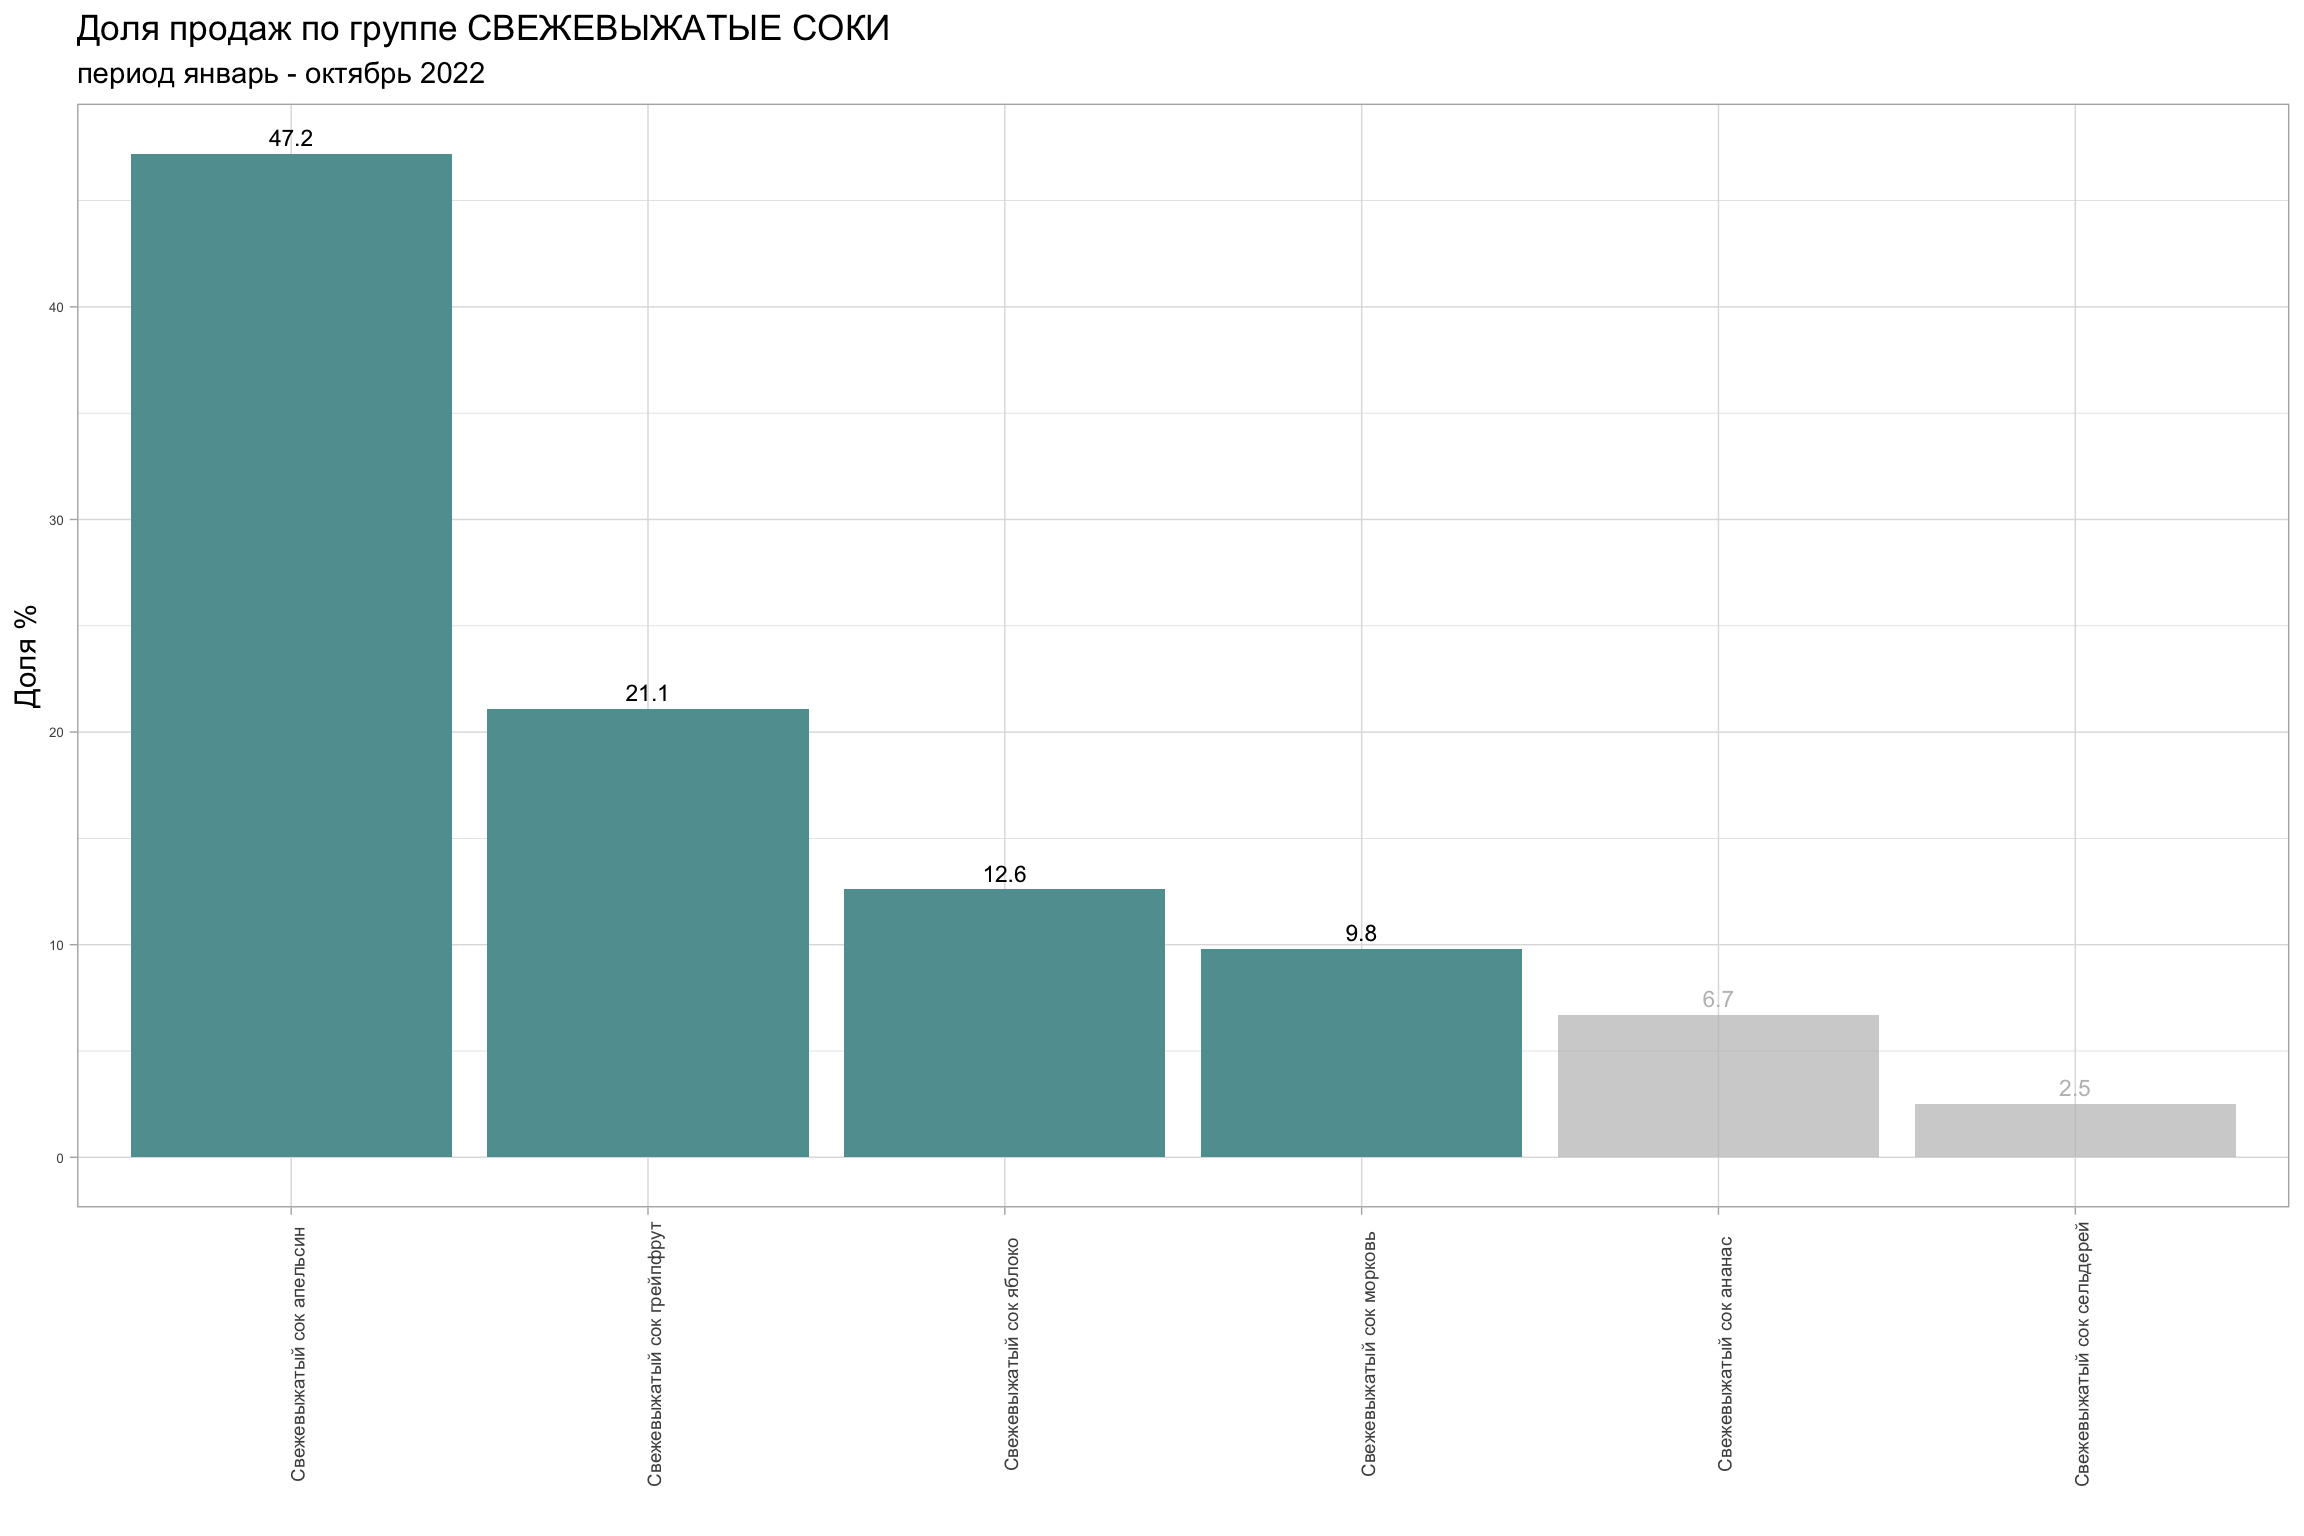 Доля продаж по группе СВЕЖЕВЫЖАТЫЕ СОКИ
период январь - октябрь 2022
Доля %
47.2
21.1
12.6
9.8
6.7
2.5
40
30
20
10
0
Свежевыжатый сок апельсин
Свежевыжатый сок грейпфрут
Свежевыжатый сок яблоко
Свежевыжатый сок морковь
Свежевыжатый сок ананас
Свежевыжатый сок сельдерей